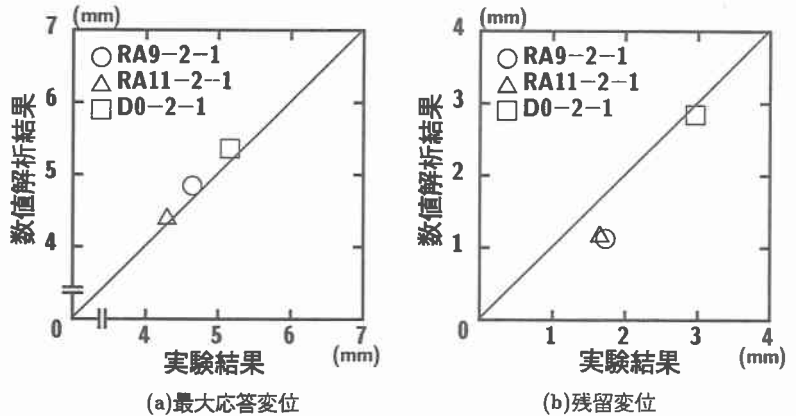 (mm)
7
6
5
4
0
数値解析結果
○ RA9-2-1
△ RA11-2-1
□ D0-2-1
4 5 6 7
実験結果 (mm)
(a)最大応答変位
(mm)
4
3
2
1
0
数値解析結果
○ RA9-2-1
△ RA11-2-1
□ D0-2-1
1 2 3 4
実験結果 (mm)
(b)残留変位